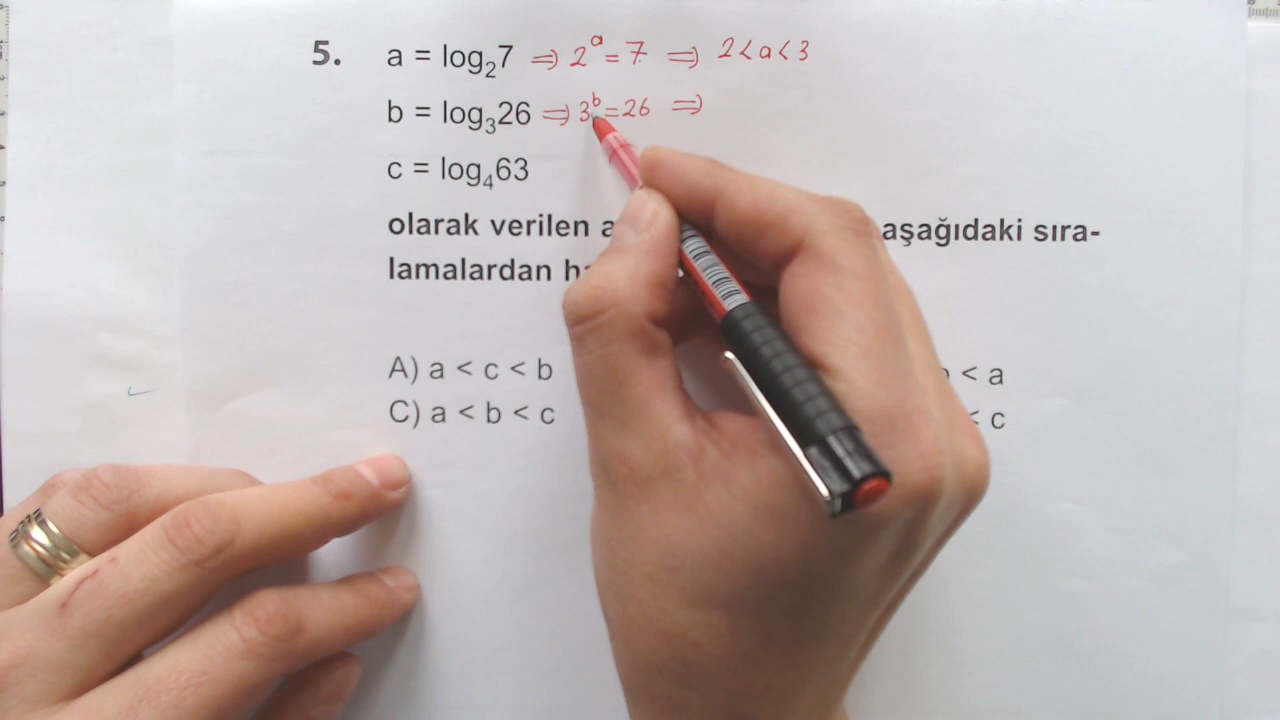 5. a = log₂7 ⇒ 2ᵃ = 7 ⇒ 2 < a < 3
b = log₃26 ⇒ 3ᵇ = 26 ⇒
c = log₄63
olarak verilen a aşağıdaki sıra-
lamalardan
A) a < c < b < a
C) a < b < c < c